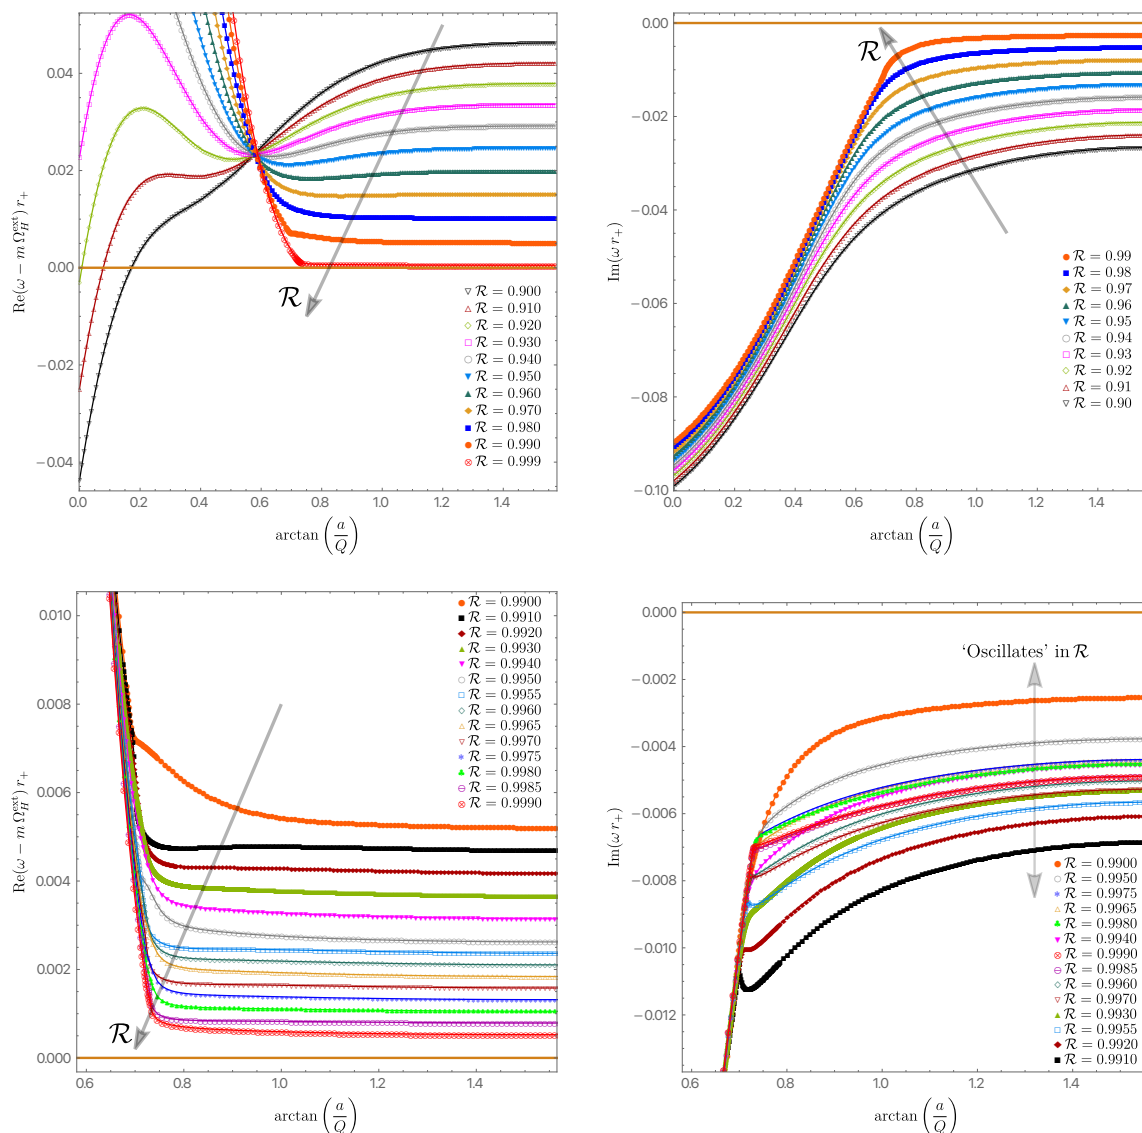 0.04
0.02
0.00
−0.02
−0.04
0.0 0.2 0.4 0.6 0.8 1.0 1.2 1.4
Re(ω − m Ω_H^ext) r₊
arctan (a/Q)
ℛ
ℛ
ℛ = 0.900
ℛ = 0.910
ℛ = 0.920
ℛ = 0.930
ℛ = 0.940
ℛ = 0.950
ℛ = 0.960
ℛ = 0.970
ℛ = 0.980
ℛ = 0.990
ℛ = 0.999
0.00
−0.02
−0.04
−0.06
−0.08
−0.10
0.0 0.2 0.4 0.6 0.8 1.0 1.2 1.4
Im(ω r₊)
arctan (a/Q)
ℛ
ℛ = 0.99
ℛ = 0.98
ℛ = 0.97
ℛ = 0.96
ℛ = 0.95
ℛ = 0.94
ℛ = 0.93
ℛ = 0.92
ℛ = 0.91
ℛ = 0.90
0.010
0.008
0.006
0.004
0.002
0.000
0.6 0.8 1.0 1.2 1.4
Re(ω − m Ω_H^ext) r₊
arctan (a/Q)
ℛ
ℛ = 0.9900
ℛ = 0.9910
ℛ = 0.9920
ℛ = 0.9930
ℛ = 0.9940
ℛ = 0.9950
ℛ = 0.9955
ℛ = 0.9960
ℛ = 0.9965
ℛ = 0.9970
ℛ = 0.9975
ℛ = 0.9980
ℛ = 0.9985
ℛ = 0.9990
0.000
−0.002
−0.004
−0.006
−0.008
−0.010
−0.012
0.6 0.8 1.0 1.2 1.4
Im(ω r₊)
arctan (a/Q)
‘Oscillates’ in ℛ
ℛ = 0.9900
ℛ = 0.9950
ℛ = 0.9975
ℛ = 0.9965
ℛ = 0.9980
ℛ = 0.9940
ℛ = 0.9990
ℛ = 0.9985
ℛ = 0.9960
ℛ = 0.9970
ℛ = 0.9930
ℛ = 0.9955
ℛ = 0.9920
ℛ = 0.9910